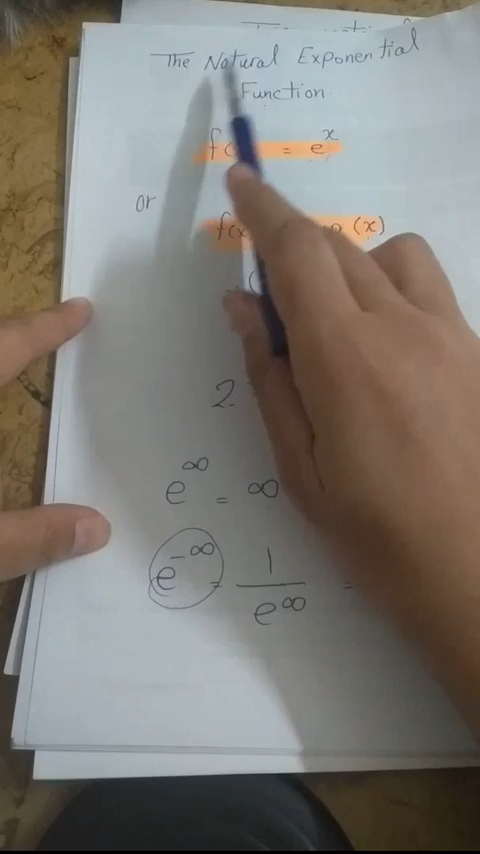 The Natural Exponential
Function
f( = e^x
or
f(x (x)
2
e^∞ = ∞
e^-∞ = 1/e^∞ =